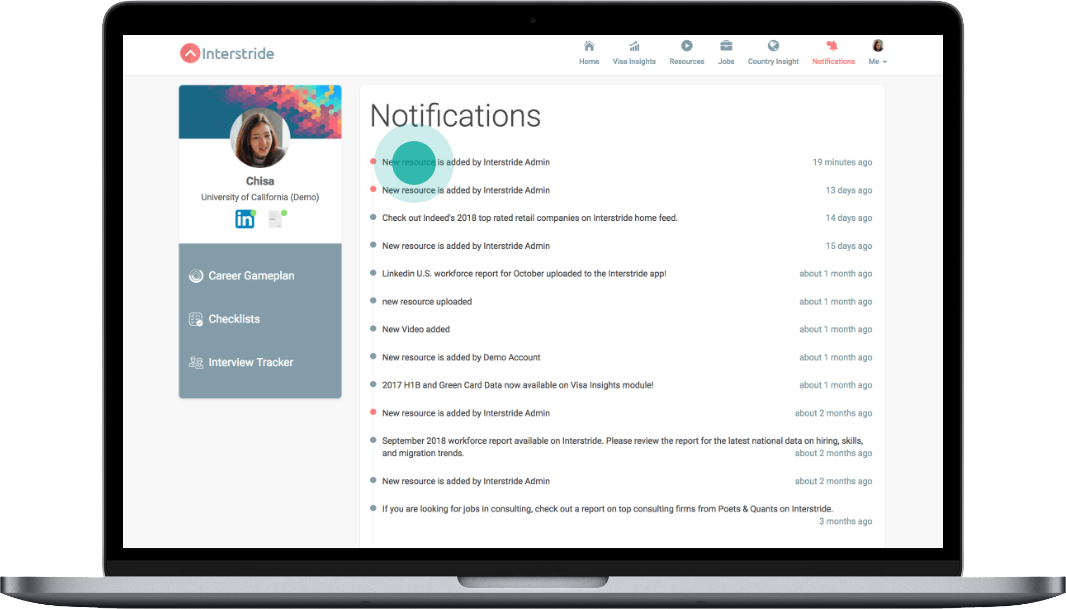 Interstride
Home
Visa Insights
Resources
Jobs
Country Insight
Notifications
Me
Chisa
University of California (Demo)
in
Career Gameplan
Checklists
Interview Tracker
Notifications
New resource is added by Interstride Admin 19 minutes ago
New resource is added by Interstride Admin 13 days ago
Check out Indeed's 2018 top rated retail companies on Interstride home feed. 14 days ago
New resource is added by Interstride Admin 15 days ago
Linkedin U.S. workforce report for October uploaded to the Interstride app! about 1 month ago
new resource uploaded about 1 month ago
New Video added about 1 month ago
New resource is added by Demo Account about 1 month ago
2017 H1B and Green Card Data now available on Visa Insights module! about 1 month ago
New resource is added by Interstride Admin about 2 months ago
September 2018 workforce report available on Interstride. Please review the report for the latest national data on hiring, skills,
and migration trends. about 2 months ago
New resource is added by Interstride Admin about 2 months ago
If you are looking for jobs in consulting, check out a report on top consulting firms from Poets & Quants on Interstride.
3 months ago